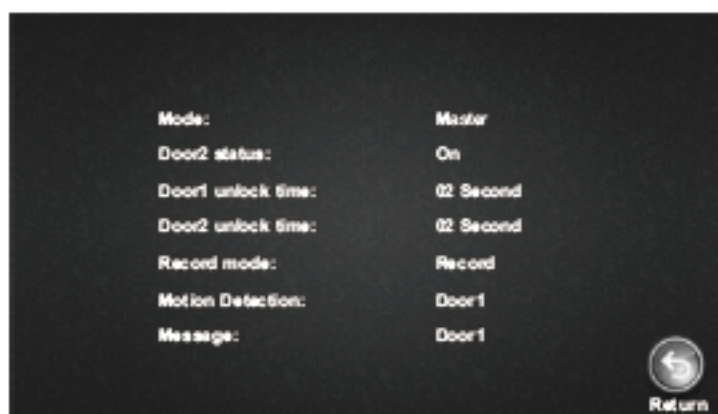 Mode: Master
Door2 status: On
Door1 unlock time: 02 Second
Door2 unlock time: 02 Second
Record mode: Record
Motion Detection: Door1
Message: Door1
Return